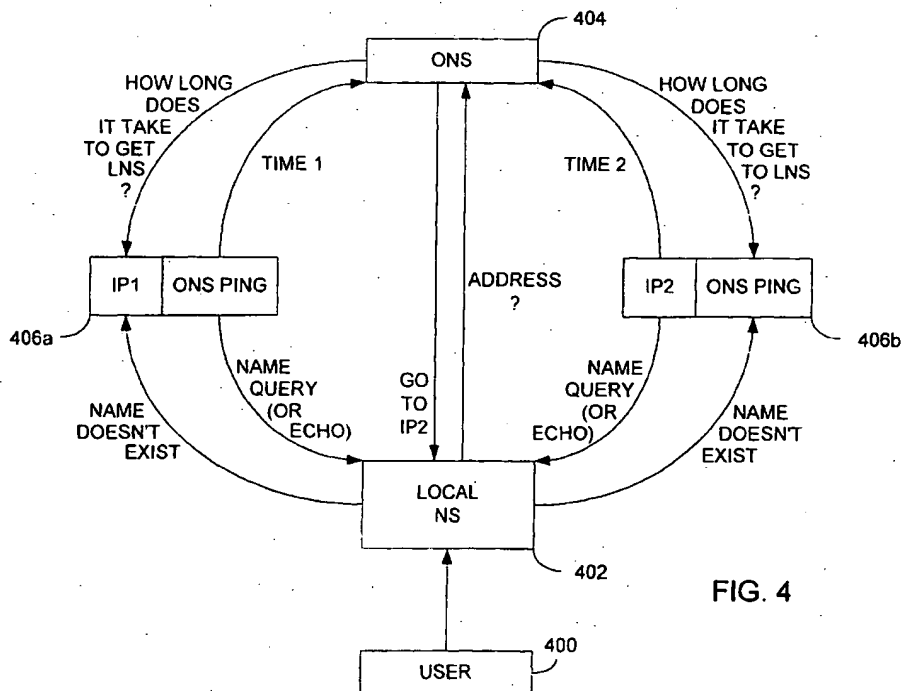 404
ONS
HOW LONG
DOES
IT TAKE
TO GET
LNS
?
TIME 1
TIME 2
HOW LONG
DOES
IT TAKE
TO GET
TO LNS
?
IP1
ONS PING
ADDRESS
?
IP2
ONS PING
406a
406b
NAME
QUERY
(OR
ECHO)
GO
TO
IP2
NAME
QUERY
(OR
ECHO)
NAME
DOESN'T
EXIST
NAME
DOESN'T
EXIST
LOCAL
NS
402
FIG. 4
400
USER